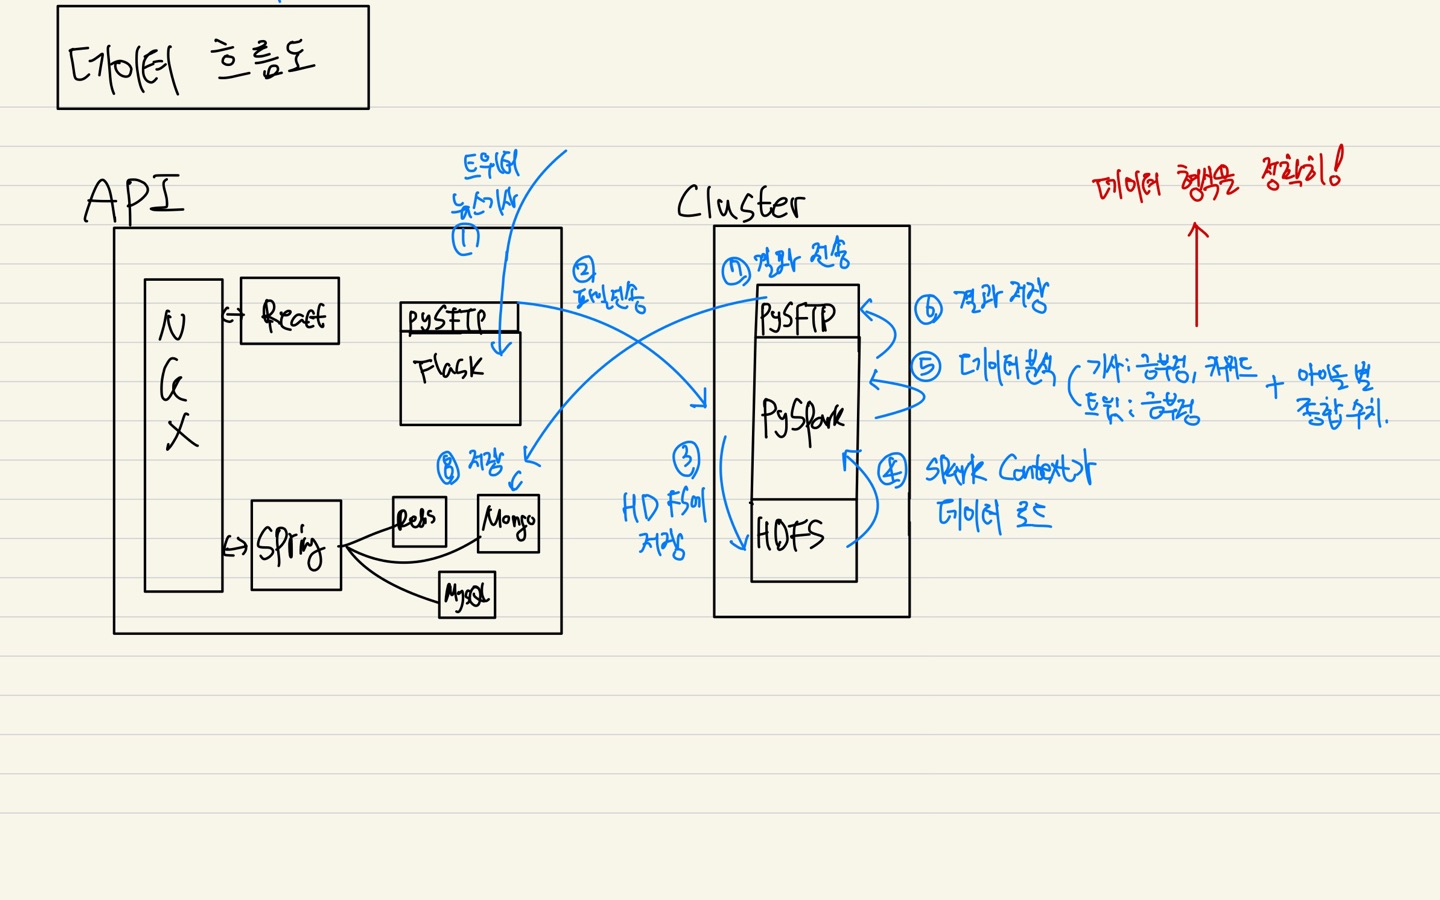 데이터 흐름도
API
N
G
X
React
트위터
뉴스기사
①
PySFTP
Flask
Spring
Redis
Mongo
MySQL
②
파일전송
Cluster
⑦ 결과 전송
PySFTP
PySpark
HDFS
③
HDFS에
저장
④ Spark Context가
데이터 로드
⑤ 데이터 분석 (기사: 긍부정, 키워드
트윗: 긍부정
+ 아이돌 별
종합 수치.
⑥ 결과 저장
⑧ 저장
데이터 형식을 정확히!